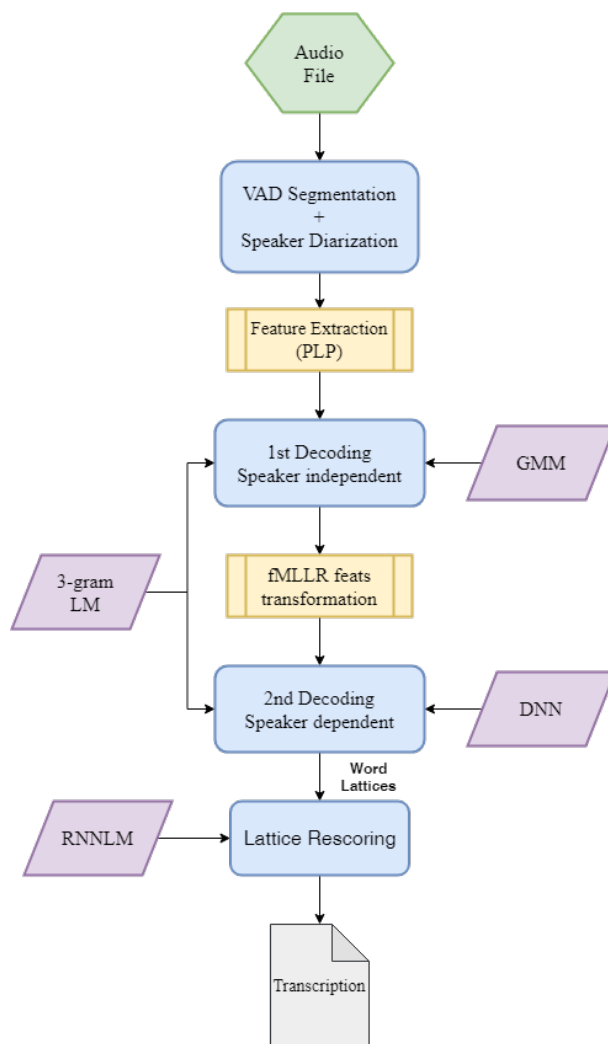 Audio
File
VAD Segmentation
+
Speaker Diarization
Feature Extraction
(PLP)
1st Decoding
Speaker independent
GMM
3-gram
LM
fMLLR feats
transformation
2nd Decoding
Speaker dependent
DNN
Word
Lattices
RNNLM
Lattice Rescoring
Transcription